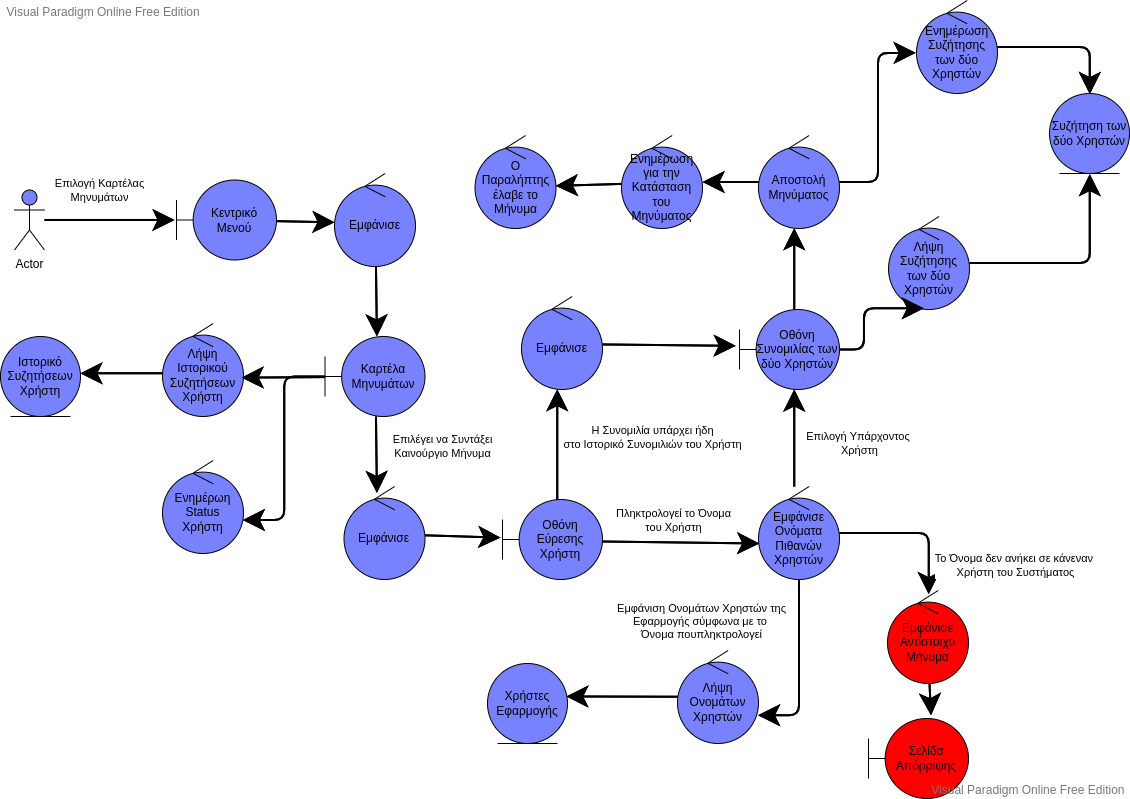 Visual Paradigm Online Free Edition
Ενημέρωση
Συζήτησης
των δύο
Χρηστών
Συζήτηση των
δύο Χρηστών
Ο
Παραλήπτης
έλαβε το
Μήνυμα
Ενημέρωση
για την
Κατάσταση
του
Μηνύματος
Αποστολή
Μηνύματος
Επιλογή Καρτέλας
Μηνυμάτων
Actor
Κεντρικό
Μενού
Εμφάνισε
Λήψη
Συζήτησης
των δύο
Χρηστών
Ιστορικό
Συζητήσεων
Χρήστη
Λήψη
Ιστορικού
Συζητήσεων
Χρήστη
Καρτέλα
Μηνυμάτων
Εμφάνισε
Οθόνη
Συνομιλίας των
δύο Χρηστών
Επιλέγει να Συντάξει
Καινούργιο Μήνυμα
Η Συνομιλία υπάρχει ήδη
στο Ιστορικό Συνομιλιών του Χρήστη
Επιλογή Υπάρχοντος
Χρήστη
Ενημέρωη
Status
Χρήστη
Εμφάνισε
Οθόνη
Εύρεσης
Χρήστη
Πληκτρολογεί το Όνομα
του Χρήστη
Εμφάνισε
Ονόματα
Πιθανών
Χρηστών
Το Όνομα δεν ανήκει σε κάνεναν
Χρήστη του Συστήματος
Εμφάνιση Ονομάτων Χρηστών της
Εφαρμογής σύμφωνα με το
Όνομα πουπληκτρολογεί
Εμφάνισε
Αντίστοιχο
Μήνυμα
Χρήστες
Εφαρμογής
Λήψη
Ονομάτων
Χρηστών
Σελίδα
Απόρριψης
Visual Paradigm Online Free Edition